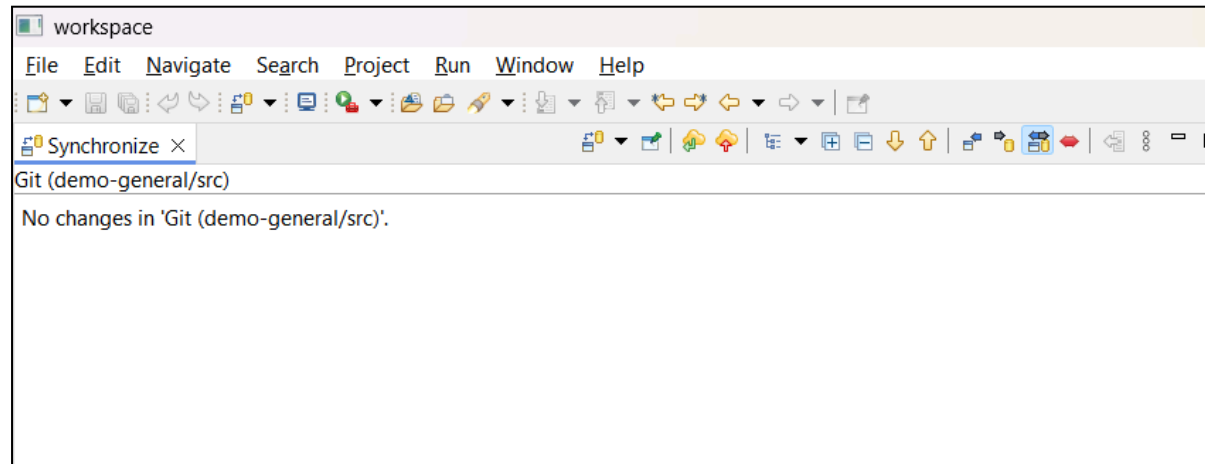 workspace
File Edit Navigate Search Project Run Window Help
Synchronize
Git (demo-general/src)
No changes in 'Git (demo-general/src)'.